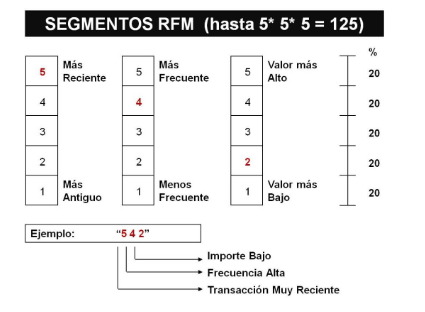 SEGMENTOS RFM (hasta 5* 5* 5 = 125)
%
5 Más Reciente 5 Más Frecuente 5 Valor más Alto 20
4 4 4 20
3 3 3 20
2 2 2 20
1 Más Antiguo 1 Menos Frecuente 1 Valor más Bajo 20
Ejemplo: “5 4 2”
Importe Bajo
Frecuencia Alta
Transacción Muy Reciente